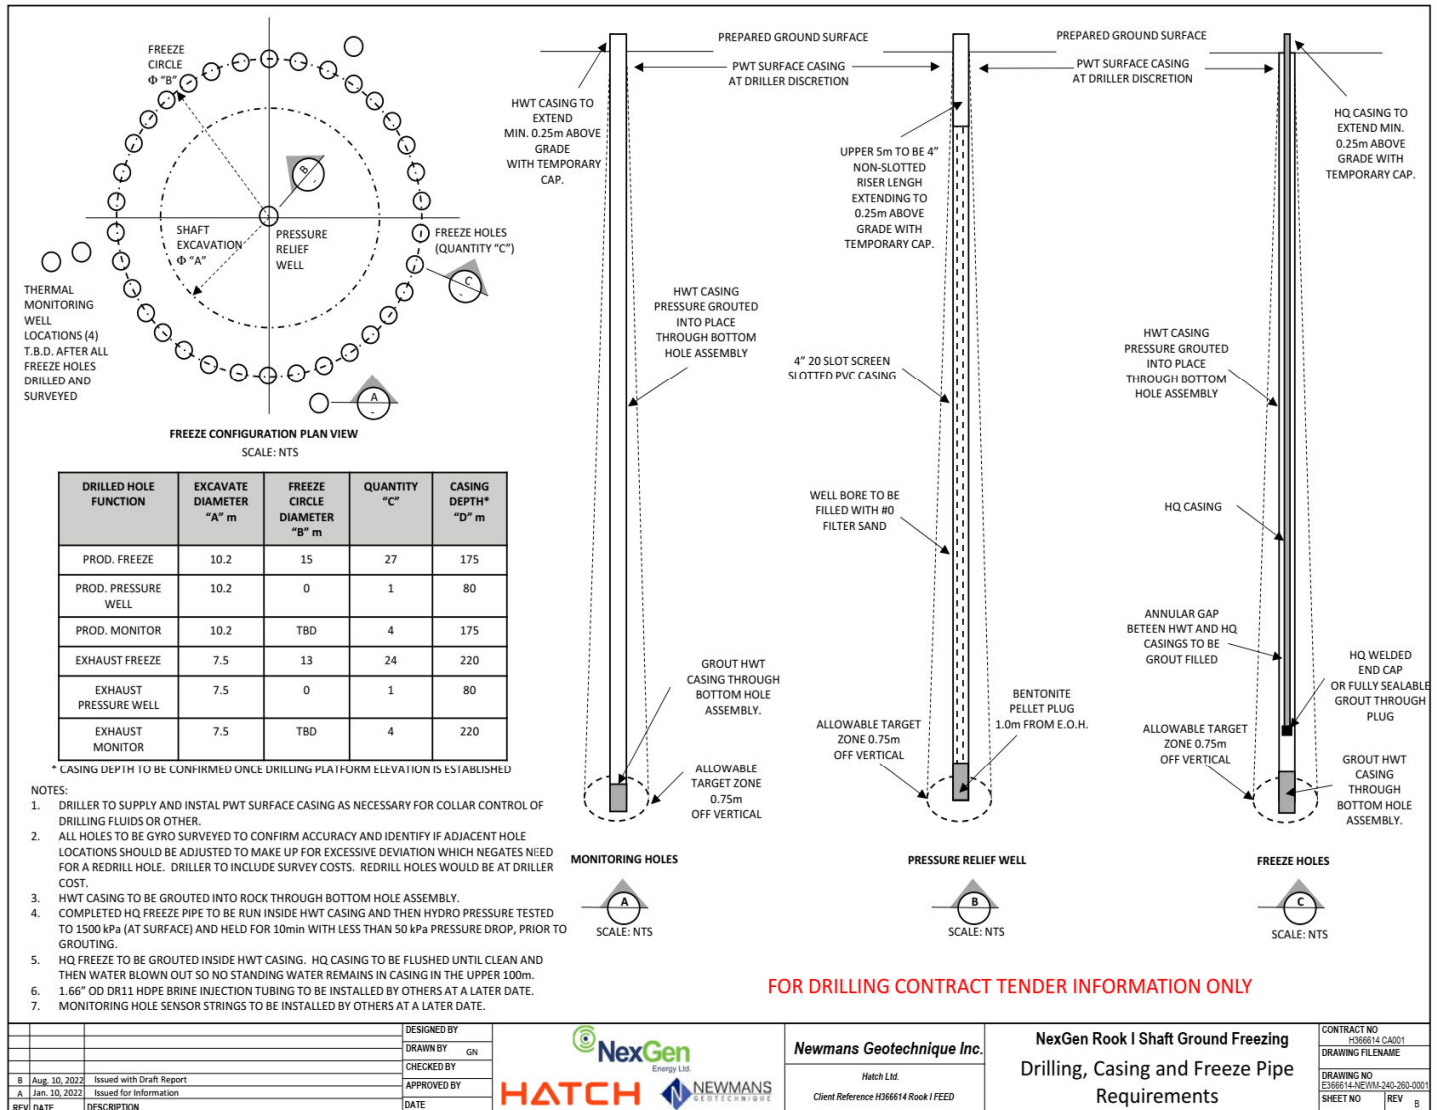 FREEZE
CIRCLE
Φ “B”
B
-
SHAFT
EXCAVATION
Φ “A”
PRESSURE
RELIEF
WELL
FREEZE HOLES
(QUANTITY “C”)
C
-
THERMAL
MONITORING
WELL
LOCATIONS (4)
T.B.D. AFTER ALL
FREEZE HOLES
DRILLED AND
SURVEYED
A
-
FREEZE CONFIGURATION PLAN VIEW
SCALE: NTS
DRILLED HOLE FUNCTION | EXCAVATE DIAMETER “A” m | FREEZE CIRCLE DIAMETER “B” m | QUANTITY “C” | CASING DEPTH* “D” m
PROD. FREEZE | 10.2 | 15 | 27 | 175
PROD. PRESSURE WELL | 10.2 | 0 | 1 | 80
PROD. MONITOR | 10.2 | TBD | 4 | 175
EXHAUST FREEZE | 7.5 | 13 | 24 | 220
EXHAUST PRESSURE WELL | 7.5 | 0 | 1 | 80
EXHAUST MONITOR | 7.5 | TBD | 4 | 220
* CASING DEPTH TO BE CONFIRMED ONCE DRILLING PLATFORM ELEVATION IS ESTABLISHED
NOTES:
1. DRILLER TO SUPPLY AND INSTAL PWT SURFACE CASING AS NECESSARY FOR COLLAR CONTROL OF
DRILLING FLUIDS OR OTHER.
2. ALL HOLES TO BE GYRO SURVEYED TO CONFIRM ACCURACY AND IDENTIFY IF ADJACENT HOLE
LOCATIONS SHOULD BE ADJUSTED TO MAKE UP FOR EXCESSIVE DEVIATION WHICH NEGATES NEED
FOR A REDRILL HOLE. DRILLER TO INCLUDE SURVEY COSTS. REDRILL HOLES WOULD BE AT DRILLER
COST.
3. HWT CASING TO BE GROUTED INTO ROCK THROUGH BOTTOM HOLE ASSEMBLY.
4. COMPLETED HQ FREEZE PIPE TO BE RUN INSIDE HWT CASING AND THEN HYDRO PRESSURE TESTED
TO 1500 kPa (AT SURFACE) AND HELD FOR 10min WITH LESS THAN 50 kPa PRESSURE DROP, PRIOR TO
GROUTING.
5. HQ FREEZE TO BE GROUTED INSIDE HWT CASING. HQ CASING TO BE FLUSHED UNTIL CLEAN AND
THEN WATER BLOWN OUT SO NO STANDING WATER REMAINS IN CASING IN THE UPPER 100m.
6. 1.66” OD DR11 HDPE BRINE INJECTION TUBING TO BE INSTALLED BY OTHERS AT A LATER DATE.
7. MONITORING HOLE SENSOR STRINGS TO BE INSTALLED BY OTHERS AT A LATER DATE.
PREPARED GROUND SURFACE
PWT SURFACE CASING
AT DRILLER DISCRETION
HWT CASING TO
EXTEND
MIN. 0.25m ABOVE
GRADE
WITH TEMPORARY
CAP.
HWT CASING
PRESSURE GROUTED
INTO PLACE
THROUGH BOTTOM
HOLE ASSEMBLY
GROUT HWT
CASING THROUGH
BOTTOM HOLE
ASSEMBLY.
ALLOWABLE
TARGET ZONE
0.75m
OFF VERTICAL
MONITORING HOLES
A
SCALE: NTS
PREPARED GROUND SURFACE
PWT SURFACE CASING
AT DRILLER DISCRETION
UPPER 5m TO BE 4”
NON-SLOTTED
RISER LENGH
EXTENDING TO
0.25m ABOVE
GRADE WITH
TEMPORARY CAP.
4” 20 SLOT SCREEN
SLOTTED PVC CASING
WELL BORE TO BE
FILLED WITH #0
FILTER SAND
ALLOWABLE TARGET
ZONE 0.75m
OFF VERTICAL
BENTONITE
PELLET PLUG
1.0m FROM E.O.H.
PRESSURE RELIEF WELL
B
SCALE: NTS
HQ CASING TO
EXTEND MIN.
0.25m ABOVE
GRADE WITH
TEMPORARY CAP.
HWT CASING
PRESSURE GROUTED
INTO PLACE
THROUGH BOTTOM
HOLE ASSEMBLY
HQ CASING
ANNULAR GAP
BETEEN HWT AND HQ
CASINGS TO BE
GROUT FILLED
HQ WELDED
END CAP
OR FULLY SEALABLE
GROUT THROUGH
PLUG
ALLOWABLE TARGET
ZONE 0.75m
OFF VERTICAL
GROUT HWT
CASING
THROUGH
BOTTOM HOLE
ASSEMBLY.
FREEZE HOLES
C
SCALE: NTS
FOR DRILLING CONTRACT TENDER INFORMATION ONLY
B Aug. 10, 2022 Issued with Draft Report
A Jan. 10, 2022 Issued for Information
REV DATE DESCRIPTION
DESIGNED BY
DRAWN BY GN
CHECKED BY
APPROVED BY
DATE
NexGen
Energy Ltd.
HATCH
NEWMANS
GEOTECHNIQUE
Newmans Geotechnique Inc.
Hatch Ltd.
Client Reference H366614 Rook I FEED
NexGen Rook I Shaft Ground Freezing
Drilling, Casing and Freeze Pipe
Requirements
CONTRACT NO
H366614 CA001
DRAWING FILENAME
DRAWING NO
E366614-NEWM-240-260-0001
SHEET NO REV B